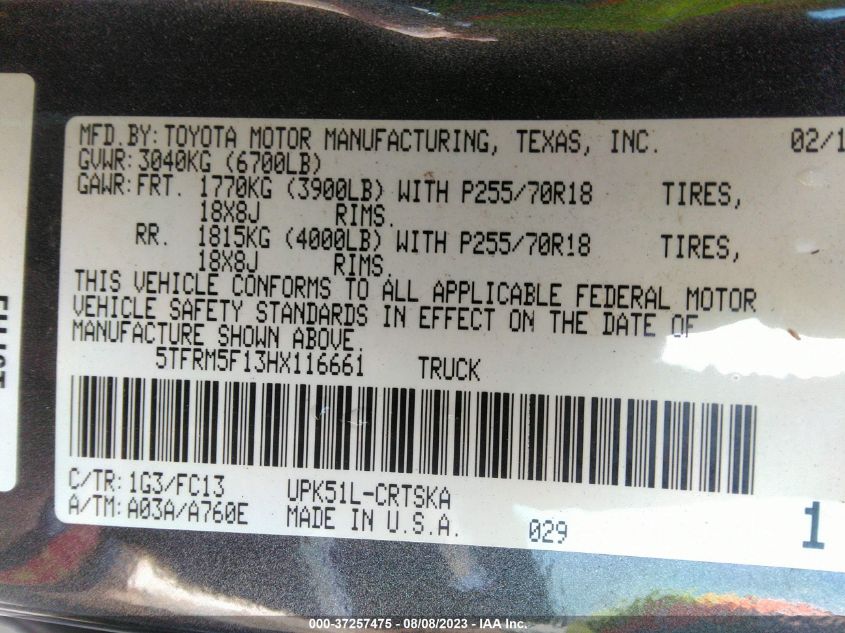 MFD.BY: TOYOTA MOTOR MANUFACTURING, TEXAS, INC. 02/1
GVWR: 3040KG (6700LB)
GAWR: FRT. 1770KG (3900LB) WITH P255/70R18 TIRES,
18X8J RIMS.
RR. 1815KG (4000LB) WITH P255/70R18 TIRES,
18X8J RIMS.
THIS VEHICLE CONFORMS TO ALL APPLICABLE FEDERAL MOTOR
VEHICLE SAFETY STANDARDS IN EFFECT ON THE DATE OF
MANUFACTURE SHOWN ABOVE.
5TFRM5F13HX116661 TRUCK
C/TR: 1G3/FC13 UPK51L-CRTSKA
A/TM: A03A/A760E MADE IN U.S.A. 029 1
000-37257475 - 08/08/2023 - IAA Inc.